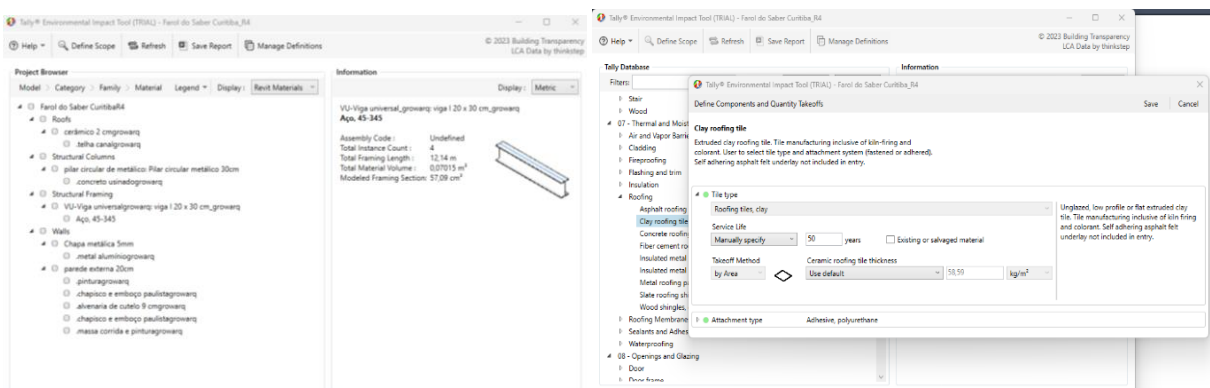 Tally® Environmental Impact Tool (TRIAL) - Farol do Saber Curitiba_R4
Help
Define Scope
Refresh
Save Report
Manage Definitions
© 2023 Building Transparency
LCA Data by thinkstep
Project Browser
Model > Category > Family > Material
Legend
Display: Revit Materials
Farol do Saber CuritibaR4
Roofs
cerâmico 2 cmgrowarq
.telha canalgrowarq
Structural Columns
pilar circular de metálico: Pilar circular metálico 30cm
.concreto usinadogrowarq
Structural Framing
VU-Viga universal_growarq: viga I 20 x 30 cm_growarq
Aço, 45-345
Walls
Chapa metálica 5mm
.metal alumíniogrowarq
parede externa 20cm
.pinturagrowarq
.chapisco e emboço paulistagrowarq
.alvenaria de cutelo 9 cmgrowarq
.chapisco e emboço paulistagrowarq
.massa corrida e pinturagrowarq
Information
Display: Metric
VU-Viga universal_growarq: viga I 20 x 30 cm_growarq
Aço, 45-345
Assembly Code : Undefined
Total Instance Count : 4
Total Framing Length : 12,14 m
Total Material Volume : 0,07015 m³
Modeled Framing Section: 57,09 cm²
Tally® Environmental Impact Tool (TRIAL) - Farol do Saber Curitiba_R4
Help
Define Scope
Refresh
Save Report
Manage Definitions
© 2023 Building Transparency
LCA Data by thinkstep
Tally Database
Information
Filters:
Stair
Wood
07 - Thermal and Moist
Air and Vapor Barrie
Cladding
Fireproofing
Flashing and trim
Insulation
Roofing
Asphalt roofing
Clay roofing tile
Concrete roofin
Fiber cement ro
Insulated metal
Insulated metal
Metal roofing p
Slate roofing shi
Wood shingles,
Roofing Membrane
Sealants and Adhes
Waterproofing
08 - Openings and Glazing
Door
Door frame
Tally® Environmental Impact Tool (TRIAL) - Farol do Saber Curitiba_R4
Define Components and Quantity Takeoffs
Save
Cancel
Clay roofing tile
Extruded clay roofing tile. Tile manufacturing inclusive of kiln-firing and
colorant. User to select tile type and attachment system (fastened or adhered).
Self adhering asphalt felt underlay not included in entry.
Tile type
Roofing tiles, clay
Service Life
Manually specify 50 years Existing or salvaged material
Takeoff Method
by Area
Ceramic roofing tile thickness
Use default 58,59 kg/m²
Unglazed, low profile or flat extruded clay
tile. Tile manufacturing inclusive of kiln firing
and colorant. Self adhering asphalt felt
underlay not included in entry.
Attachment type Adhesive, polyurethane